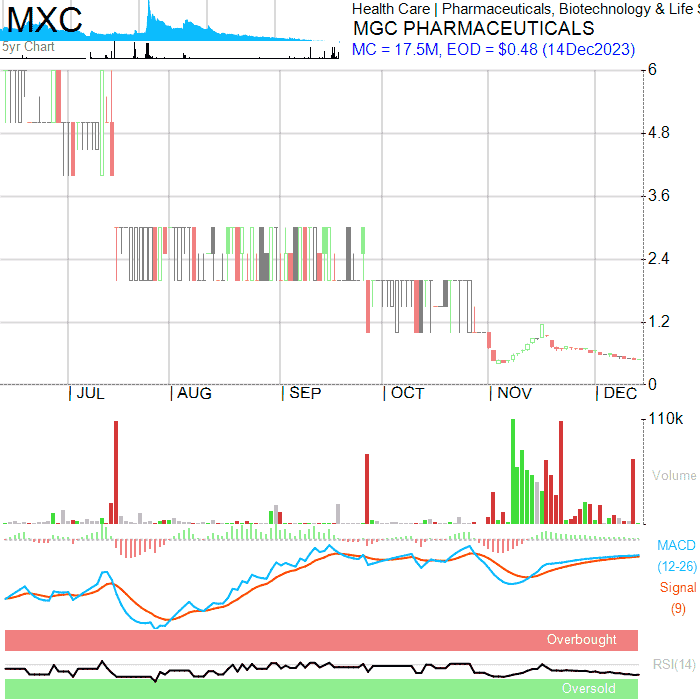 MXC
5yr Chart
Health Care | Pharmaceuticals, Biotechnology & Life S
MGC PHARMACEUTICALS
MC = 17.5M, EOD = $0.48 (14Dec2023)
6
4.8
3.6
2.4
1.2
0
JUL AUG SEP OCT NOV DEC
110k
Volume
MACD
(12-26)
Signal
(9)
Overbought
RSI(14)
Oversold